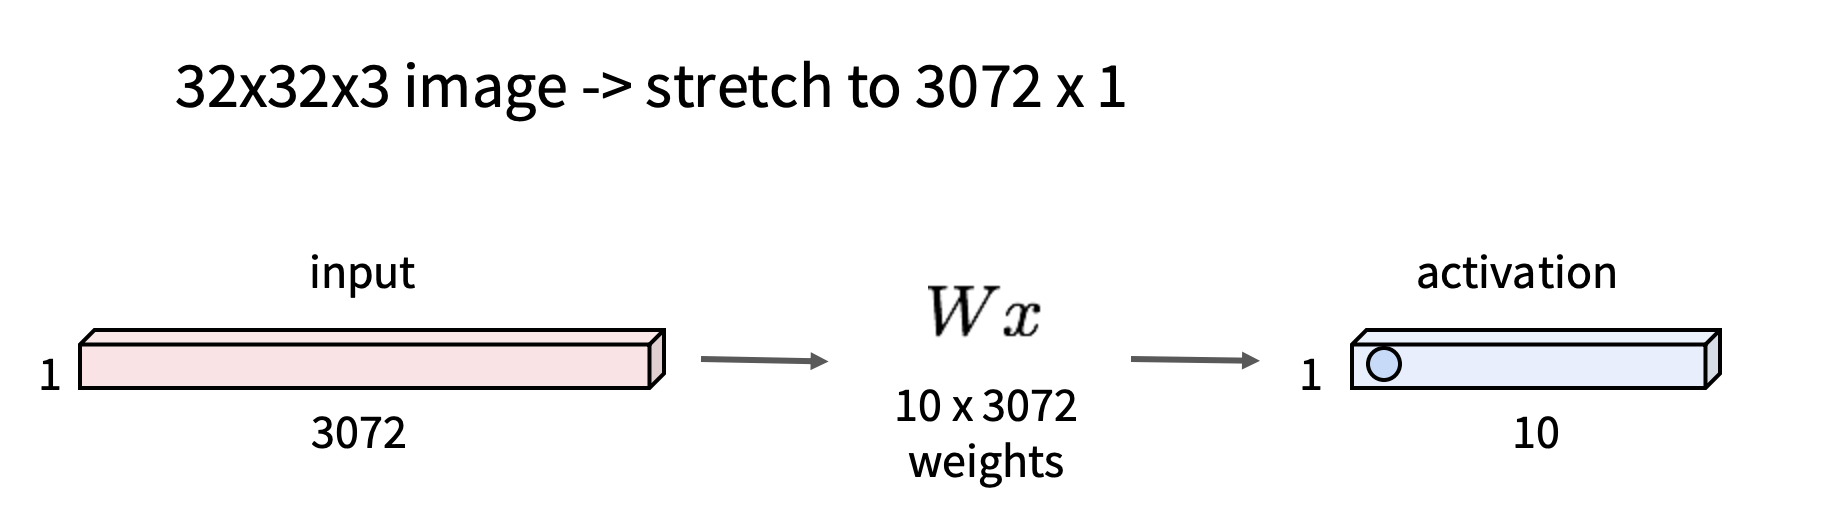 32x32x3 image -> stretch to 3072 x 1
input
1
3072
Wx
10 x 3072
weights
activation
1
10